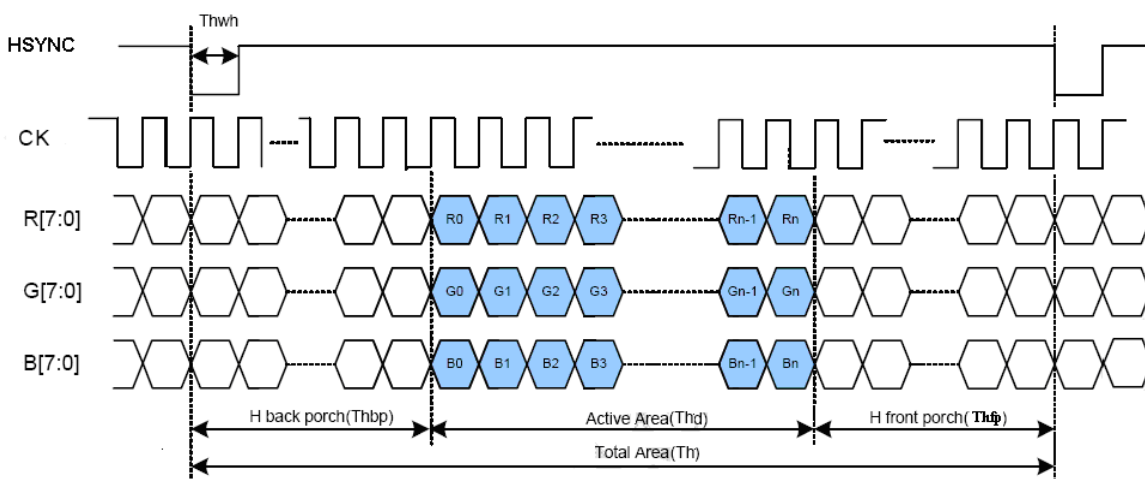 Thwh
HSYNC
CK
R[7:0] R0 R1 R2 R3 Rn-1 Rn
G[7:0] G0 G1 G2 G3 Gn-1 Gn
B[7:0] B0 B1 B2 B3 Bn-1 Bn
H back porch(Thbp) Active Area(Thd) H front porch(Thfp)
Total Area(Th)